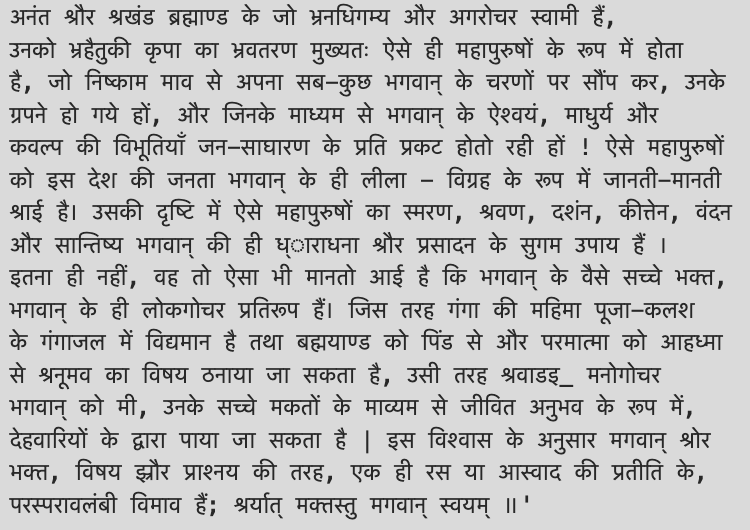 अनंत श्रौर श्रखंड ब्रह्माण्ड के जो भ्रनधिगम्य और अगरोचर स्वामी हैं,
उनको भ्रहैतुकी कृपा का भ्रवतरण मुख्यतः ऐसे ही महापुरुषों के रूप में होता
है, जो निष्काम माव से अपना सब–कुछ भगवान् के चरणों पर सौंप कर, उनके
ग्रपने हो गये हों, और जिनके माध्यम से भगवान् के ऐश्वयं, माधुर्य और
कवल्प की विभूतियाँ जन–साघारण के प्रति प्रकट होतो रही हों ! ऐसे महापुरुषों
को इस देश की जनता भगवान् के ही लीला – विग्रह के रूप में जानती–मानती
श्राई है। उसकी दृष्टि में ऐेसे महापुरुषों का स्मरण, श्रवण, दशंन, कीत्तेन, वंदन
और सान्तिष्य भगवान् की ही ध्ाराधना श्रौर प्रसादन के सुगम उपाय हैं ।
इतना ही नहीं, वह तो ऐसा भी मानतो आई है कि भगवान् के वैसे सच्चे भक्त,
भगवान् के ही लोकगोचर प्रतिरूप हैं। जिस तरह गंगा की महिमा पूजा–कलश
के गंगाजल में विद्यमान है तथा बह्मयाण्ड को पिंड से और परमात्मा को आहध्मा
से श्रनूमव का विषय ठनाया जा सकता है, उसी तरह श्रवाडइ_ मनोगोचर
भगवान् को मी, उनके सच्चे मकतों के माव्यम से जीवित अनुभव के रूप में,
देहवारियों के द्वारा पाया जा सकता है | इस विश्वास के अनुसार मगवान् श्रोर
भक्त, विषय झ्रौर प्राश्नय की तरह, एक ही रस या आस्वाद की प्रतीति के,
परस्परावलंबी विमाव हैं; श्रर्यात् मक्तस्तु मगवान् स्वयम् ॥'